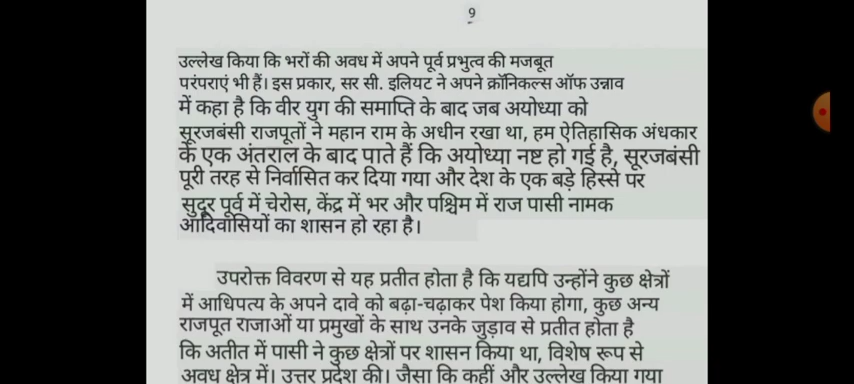 9
उल्लेख किया कि भरों की अवध में अपने पूर्व प्रभुत्व की मजबूत
परंपराएं भी हैं। इस प्रकार, सर सी. इलियट ने अपने क्रॉनिकल्स ऑफ उन्नाव
में कहा है कि वीर युग की समाप्ति के बाद जब अयोध्या को
सूरजबंसी राजपूतों ने महान राम के अधीन रखा था, हम ऐतिहासिक अंधकार
के एक अंतराल के बाद पाते हैं कि अयोध्या नष्ट हो गई है, सूरजबंसी
पूरी तरह से निर्वासित कर दिया गया और देश के एक बड़े हिस्से पर
सुदूर पूर्व में चेरोस, केंद्र में भर और पश्चिम में राज पासी नामक
आदिवासियों का शासन हो रहा है।
उपरोक्त विवरण से यह प्रतीत होता है कि यद्यपि उन्होंने कुछ क्षेत्रों
में आधिपत्य के अपने दावे को बढ़ा-चढ़ाकर पेश किया होगा, कुछ अन्य
राजपूत राजाओं या प्रमुखों के साथ उनके जुड़ाव से प्रतीत होता है
कि अतीत में पासी ने कुछ क्षेत्रों पर शासन किया था, विशेष रूप से
अवध क्षेत्र में। उत्तर प्रदेश की। जैसा कि कहीं और उल्लेख किया गया